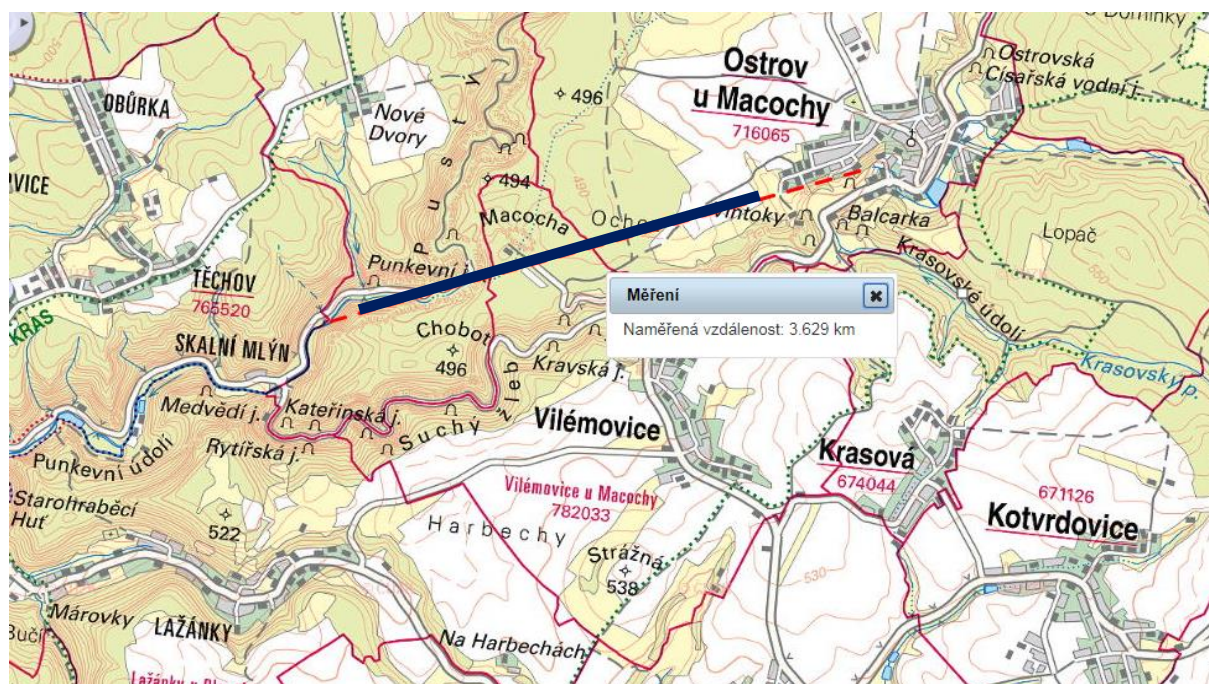 Ostrovská
Císařská vodní j.
Ostrov
u Macochy
716065
496
OBŮRKA
Nové
Dvory
Pustý
494
Macocha
Vintoky
Balcarka
Lopač
Punkevní j.
TĚCHOV
765520
KRAS
Krasovské údolí
Měření
Naměřená vzdálenost: 3.629 km
SKALNÍ MLÝN
Chobot
496
Kravská j.
Krasovský p.
Medvědí j.
Kateřinská j.
Suchý žleb
Rytířská j.
Punkevní údolí
Vilémovice
Krasová
674044
671126
Kotvrdovice
Starohraběcí
Huť
522
Vilémovice u Macochy
782033
Harbechy
Strážná
538
530
Márovky
LAŽÁNKY
Na Harbechách